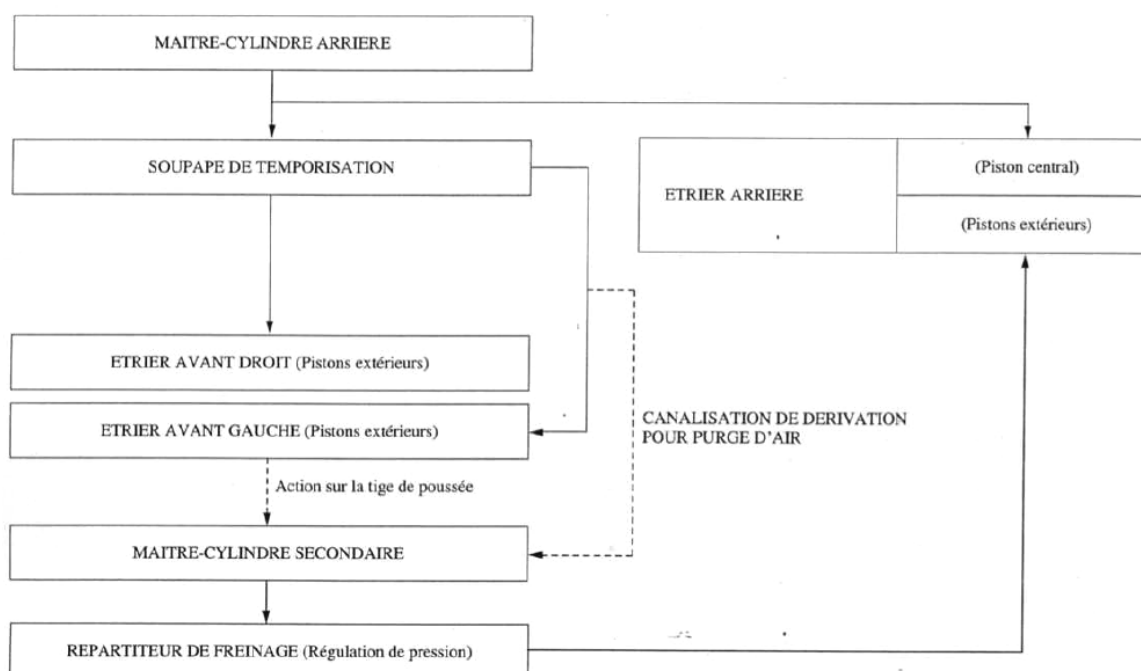 MAITRE-CYLINDRE ARRIERE
SOUPAPE DE TEMPORISATION
ETRIER ARRIERE
(Piston central)
(Pistons extérieurs)
ETRIER AVANT DROIT (Pistons extérieurs)
ETRIER AVANT GAUCHE (Pistons extérieurs)
CANALISATION DE DERIVATION
POUR PURGE D'AIR
Action sur la tige de poussée
MAITRE-CYLINDRE SECONDAIRE
REPARTITEUR DE FREINAGE (Régulation de pression)